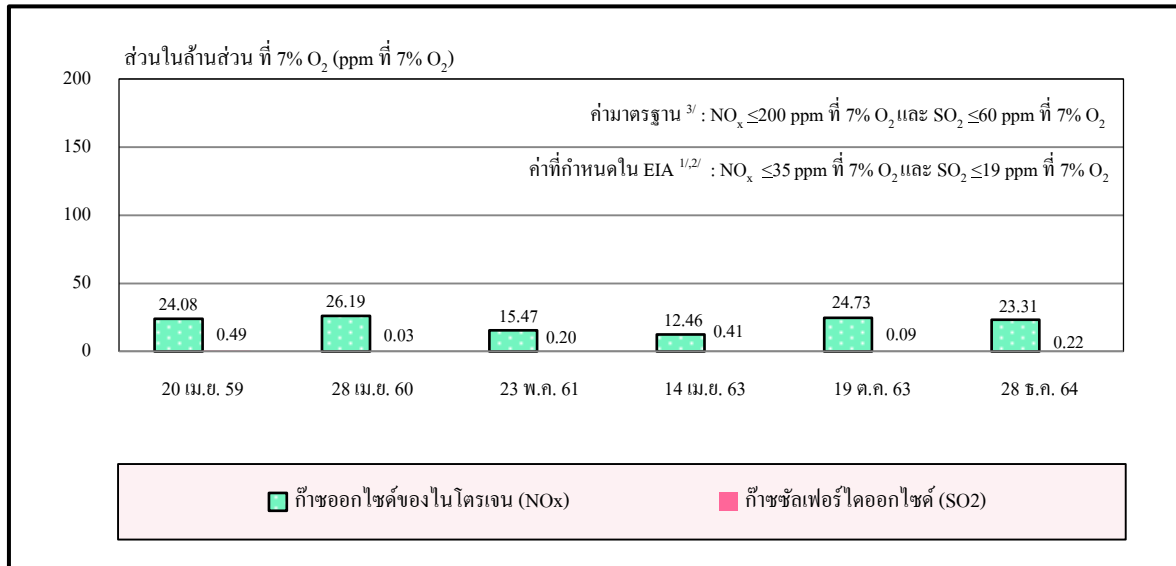 ส่วนในล้านส่วน ที่ 7% O₂ (ppm ที่ 7% O₂)
200
ค่ามาตรฐาน ³/ : NOₓ ≤200 ppm ที่ 7% O₂ และ SO₂ ≤60 ppm ที่ 7% O₂
150
ค่าที่กำหนดใน EIA ¹/,²/ : NOₓ ≤35 ppm ที่ 7% O₂ และ SO₂ ≤19 ppm ที่ 7% O₂
100
50
24.08 0.49 26.19 0.03 15.47 0.20 12.46 0.41 24.73 0.09 23.31 0.22
0
20 เม.ย. 59 28 เม.ย. 60 23 พ.ค. 61 14 เม.ย. 63 19 ต.ค. 63 28 ธ.ค. 64
ก๊าซออกไซด์ของไนโตรเจน (NOx) ก๊าซซัลเฟอร์ไดออกไซด์ (SO2)